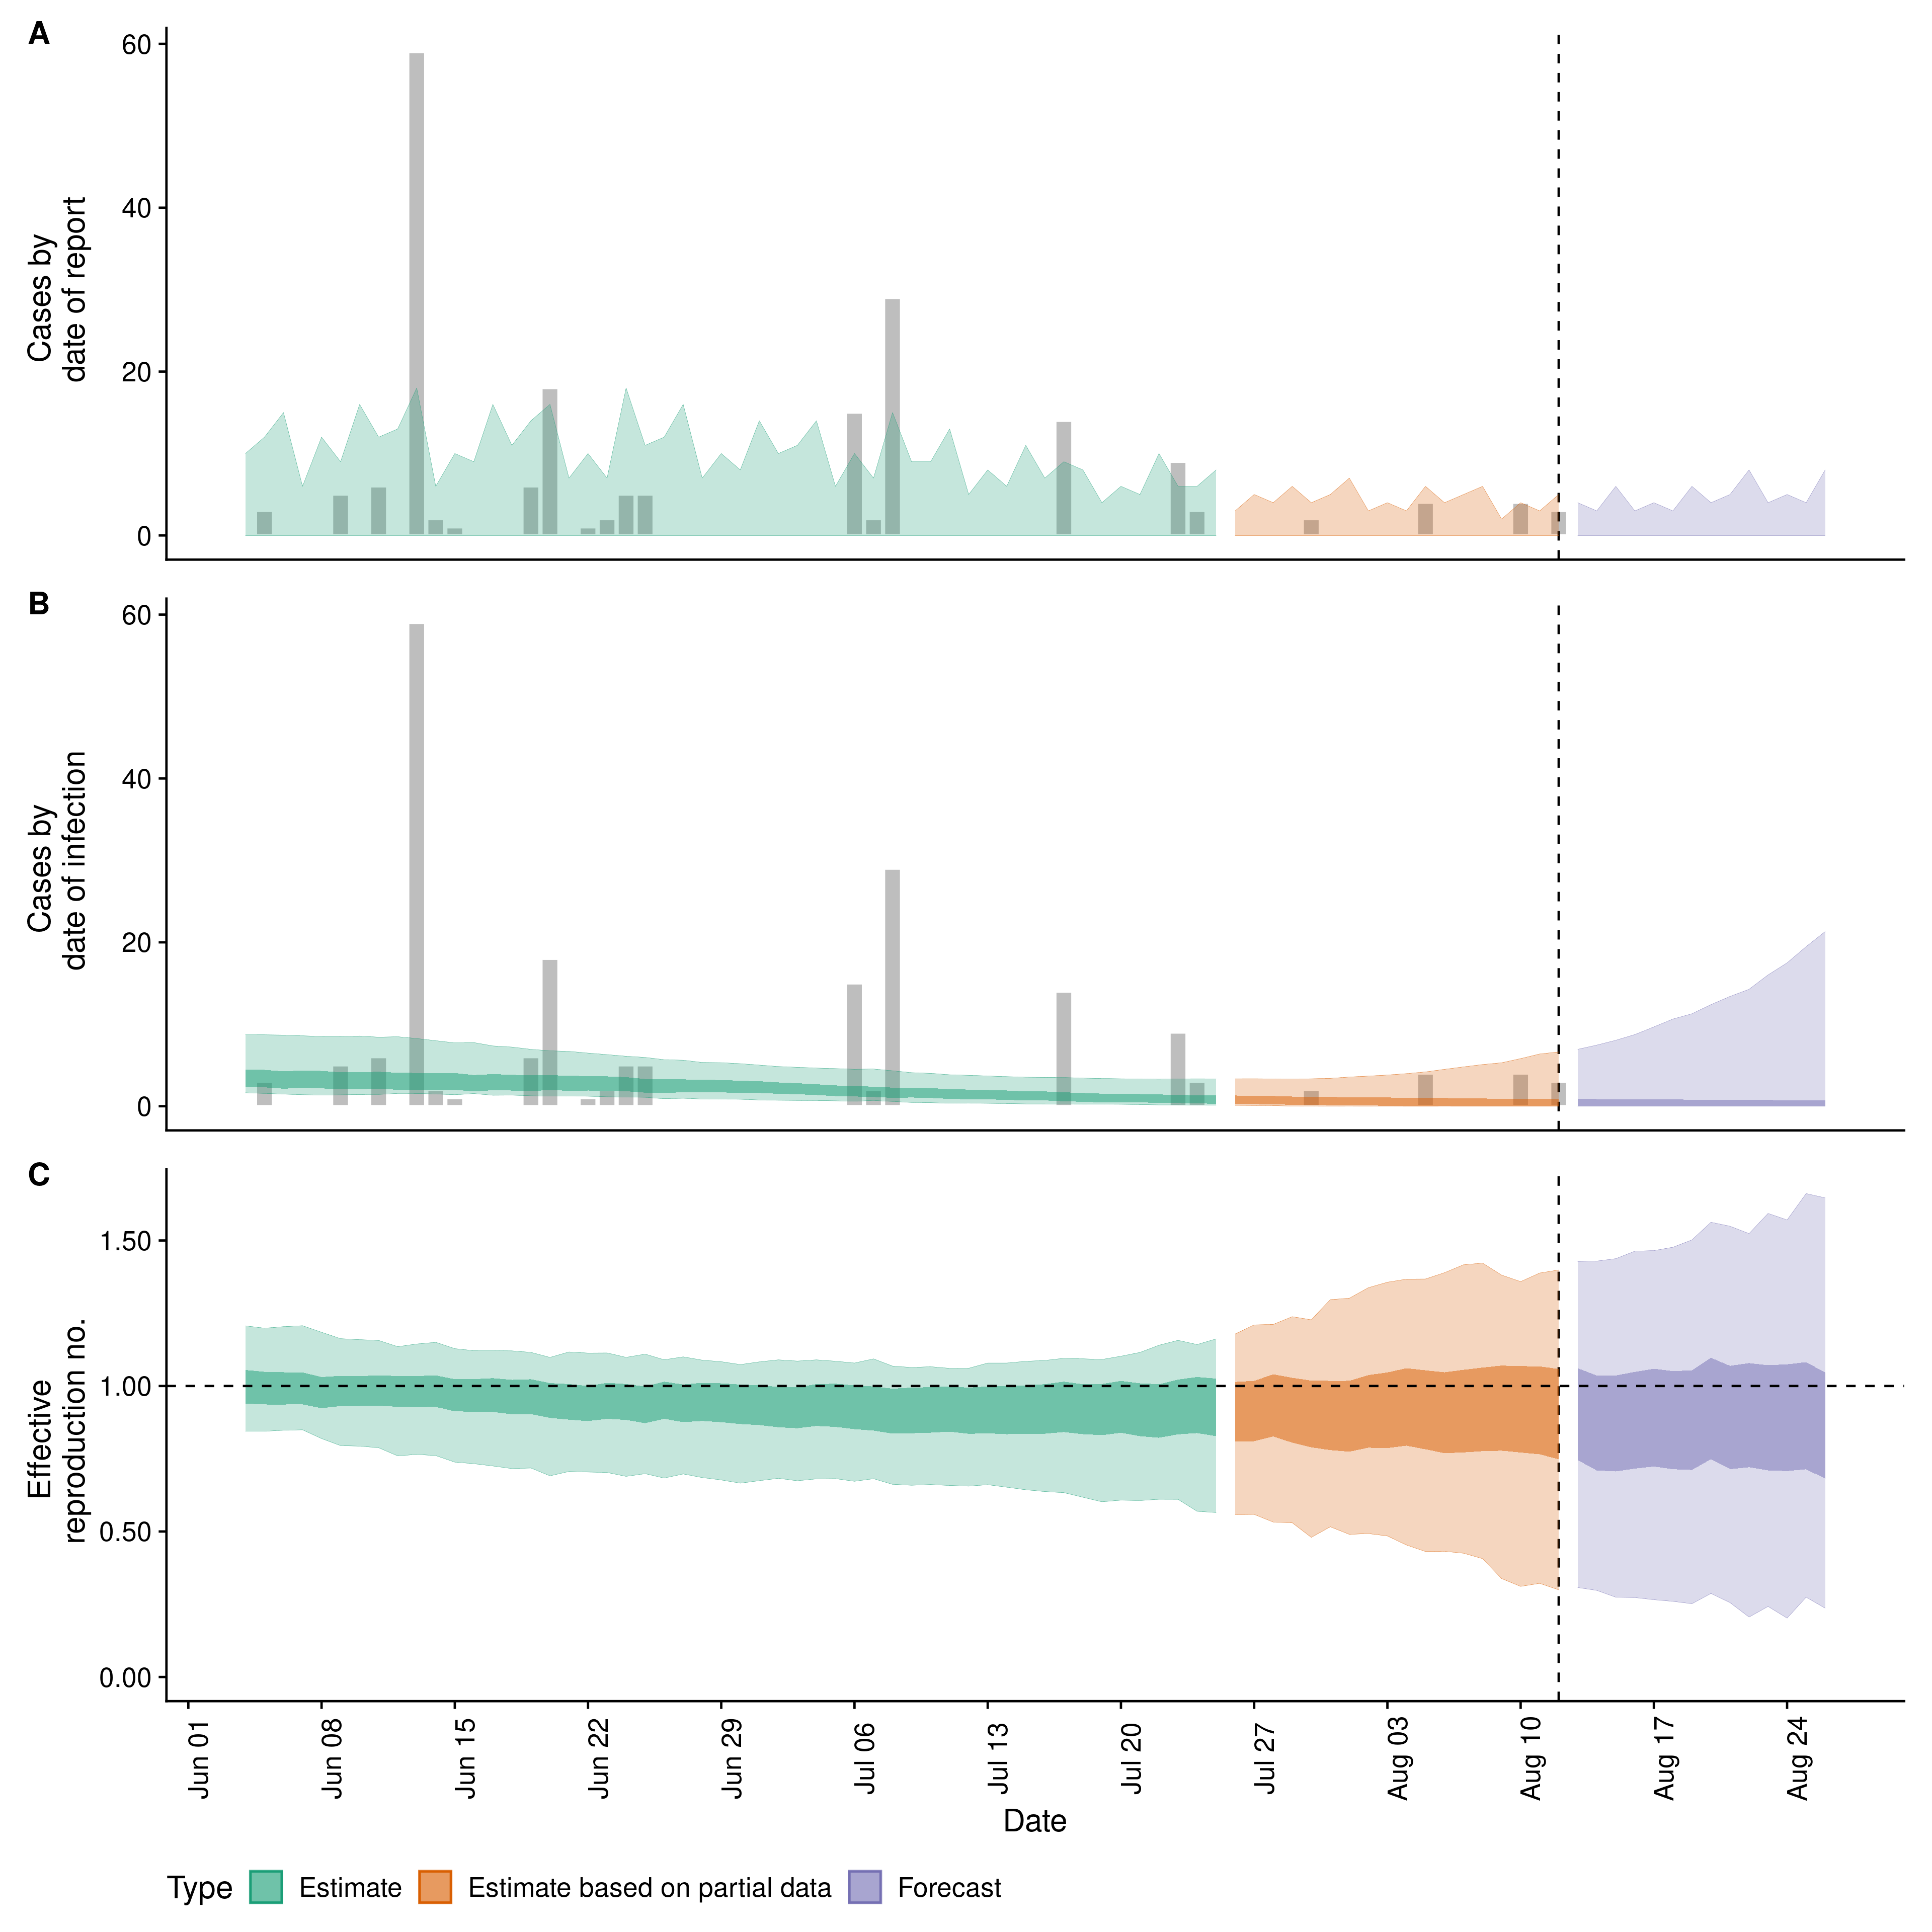 A
60
40
20
0
Cases by
date of report
B
60
40
20
0
Cases by
date of infection
C
1.50
1.00
0.50
0.00
Effective
reproduction no.
Jun 01
Jun 08
Jun 15
Jun 22
Jun 29
Jul 06
Jul 13
Jul 20
Jul 27
Aug 03
Aug 10
Aug 17
Aug 24
Date
Type Estimate Estimate based on partial data Forecast